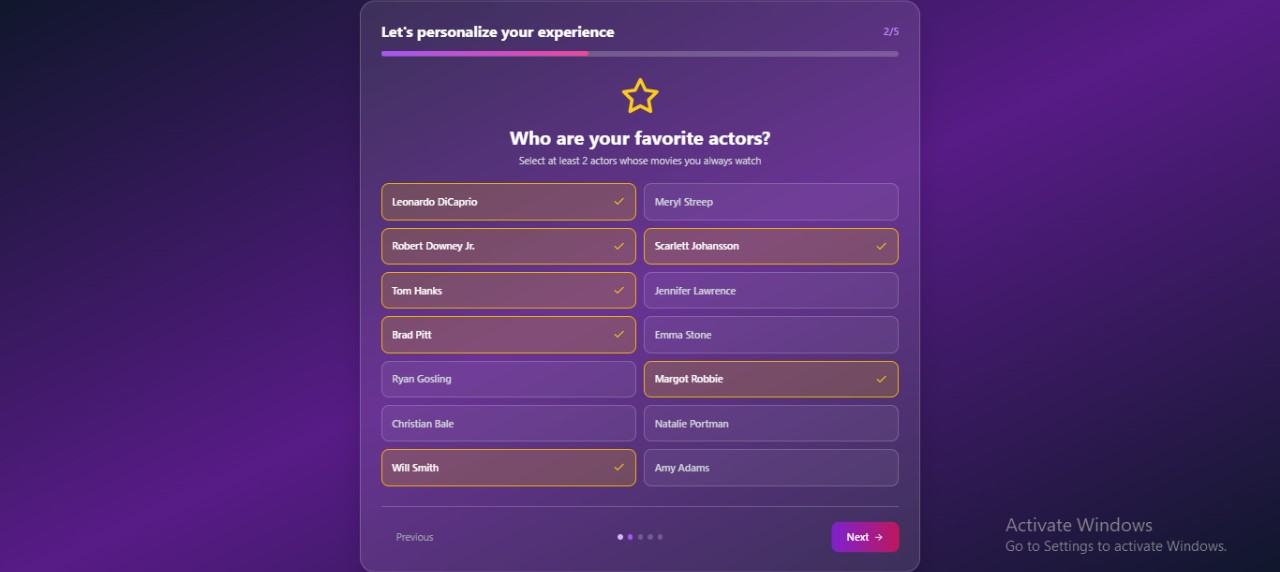 Let's personalize your experience
2/5
Who are your favorite actors?
Select at least 2 actors whose movies you always watch
Leonardo DiCaprio
Meryl Streep
Robert Downey Jr.
Scarlett Johansson
Tom Hanks
Jennifer Lawrence
Brad Pitt
Emma Stone
Ryan Gosling
Margot Robbie
Christian Bale
Natalie Portman
Will Smith
Amy Adams
Previous
Next →
Activate Windows
Go to Settings to activate Windows.